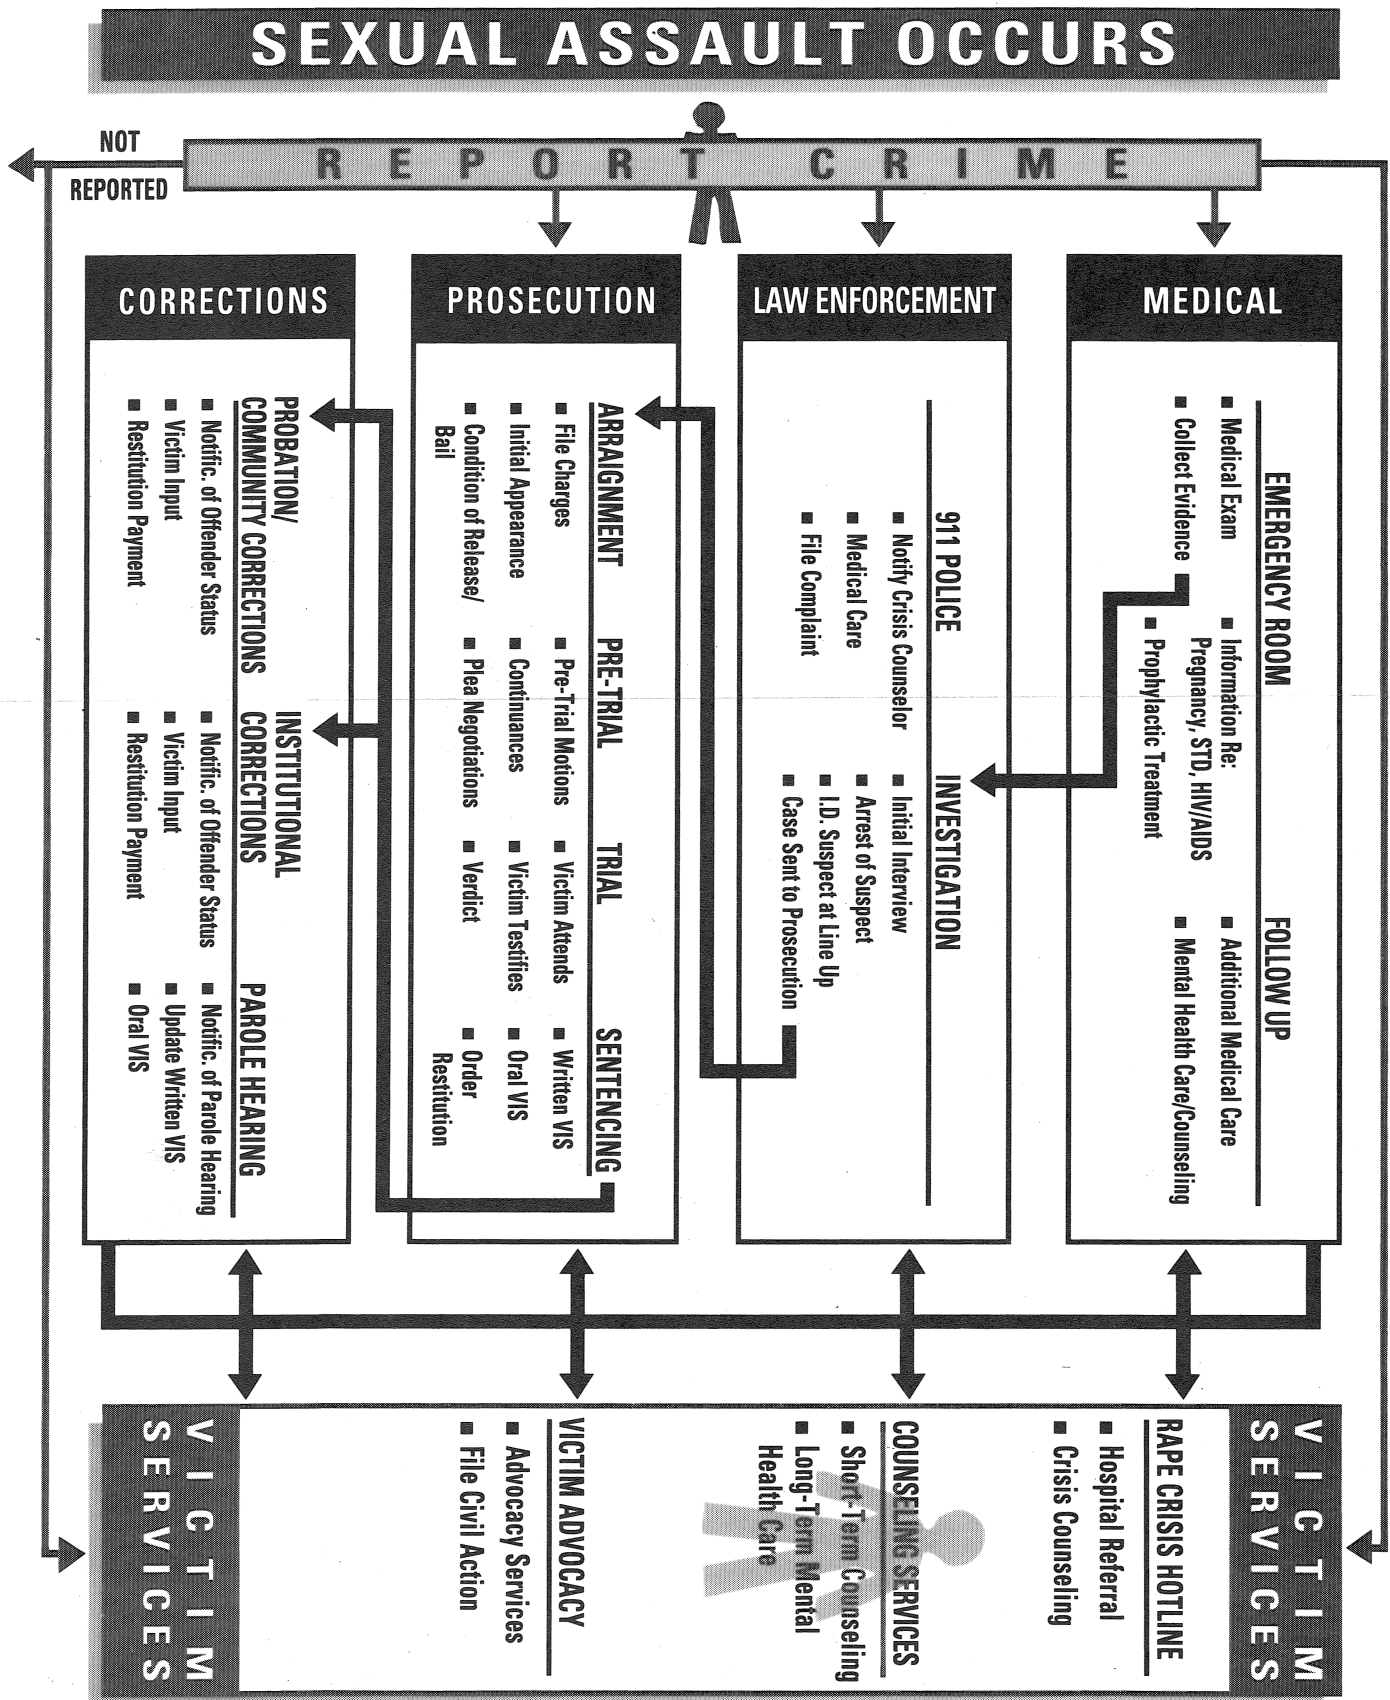 SEXUAL ASSAULT OCCURS
NOT
REPORTED
REPORT CRIME
MEDICAL
EMERGENCY ROOM
■ Medical Exam
■ Collect Evidence
■ Information Re:
Pregnancy, STD, HIV/AIDS
■ Prophylactic Treatment
FOLLOW UP
■ Additional Medical Care
■ Mental Health Care/Counseling
LAW ENFORCEMENT
911 POLICE
■ Notify Crisis Counselor
■ Medical Care
■ File Complaint
INVESTIGATION
■ Initial Interview
■ Arrest of Suspect
■ I.D. Suspect at Line Up
■ Case Sent to Prosecution
PROSECUTION
ARRAIGNMENT
■ File Charges
■ Initial Appearance
■ Condition of Release/
Bail
PRE-TRIAL
■ Pre-Trial Motions
■ Continuances
■ Plea Negotiations
TRIAL
■ Victim Attends
■ Victim Testifies
■ Verdict
SENTENCING
■ Written VIS
■ Oral VIS
■ Order
Restitution
CORRECTIONS
PROBATION/
COMMUNITY CORRECTIONS
■ Notific. of Offender Status
■ Victim Input
■ Restitution Payment
INSTITUTIONAL
CORRECTIONS
■ Notific. of Offender Status
■ Victim Input
■ Restitution Payment
PAROLE HEARING
■ Notific. of Parole Hearing
■ Update Written VIS
■ Oral VIS
VICTIM
SERVICES
RAPE CRISIS HOTLINE
■ Hospital Referral
■ Crisis Counseling
COUNSELING SERVICES
■ Short-Term Counseling
■ Long-Term Mental
Health Care
VICTIM ADVOCACY
■ Advocacy Services
■ File Civil Action
VICTIM
SERVICES